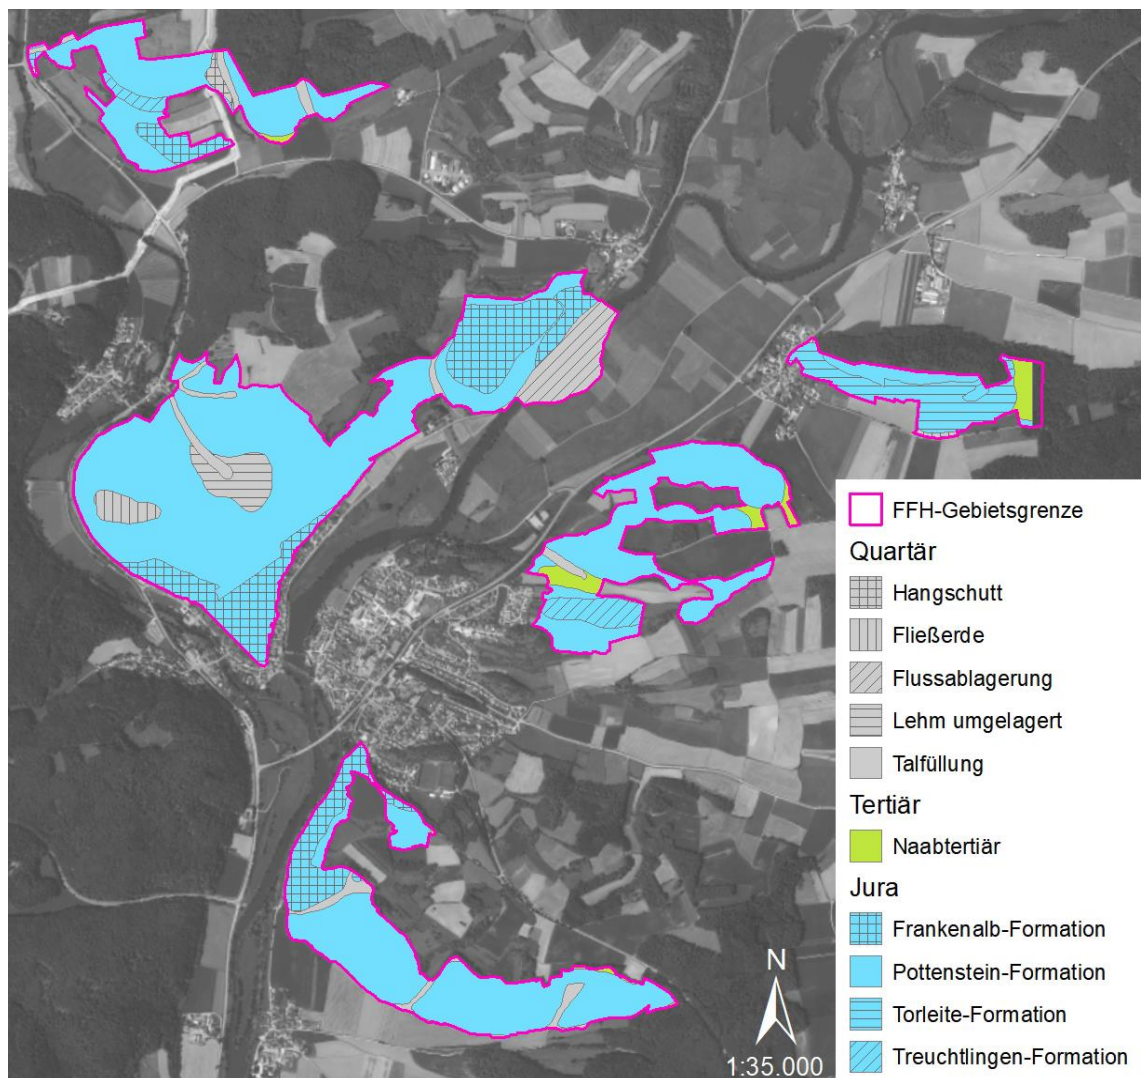 FFH-Gebietsgrenze
Quartär
Hangschutt
Fließerde
Flussablagerung
Lehm umgelagert
Talfüllung
Tertiär
Naabtertiär
Jura
Frankenalb-Formation
Pottenstein-Formation
Torleite-Formation
Treuchtlingen-Formation
N
1:35.000